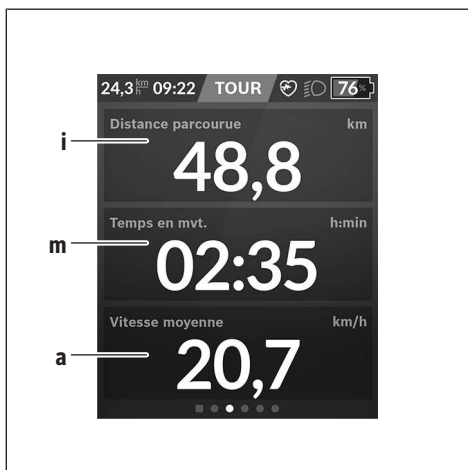 24,3 km/h 09:22 TOUR 76%
Distance parcourue km
i
48,8
Temps en mvt. h:min
m
02:35
Vitesse moyenne km/h
a
20,7